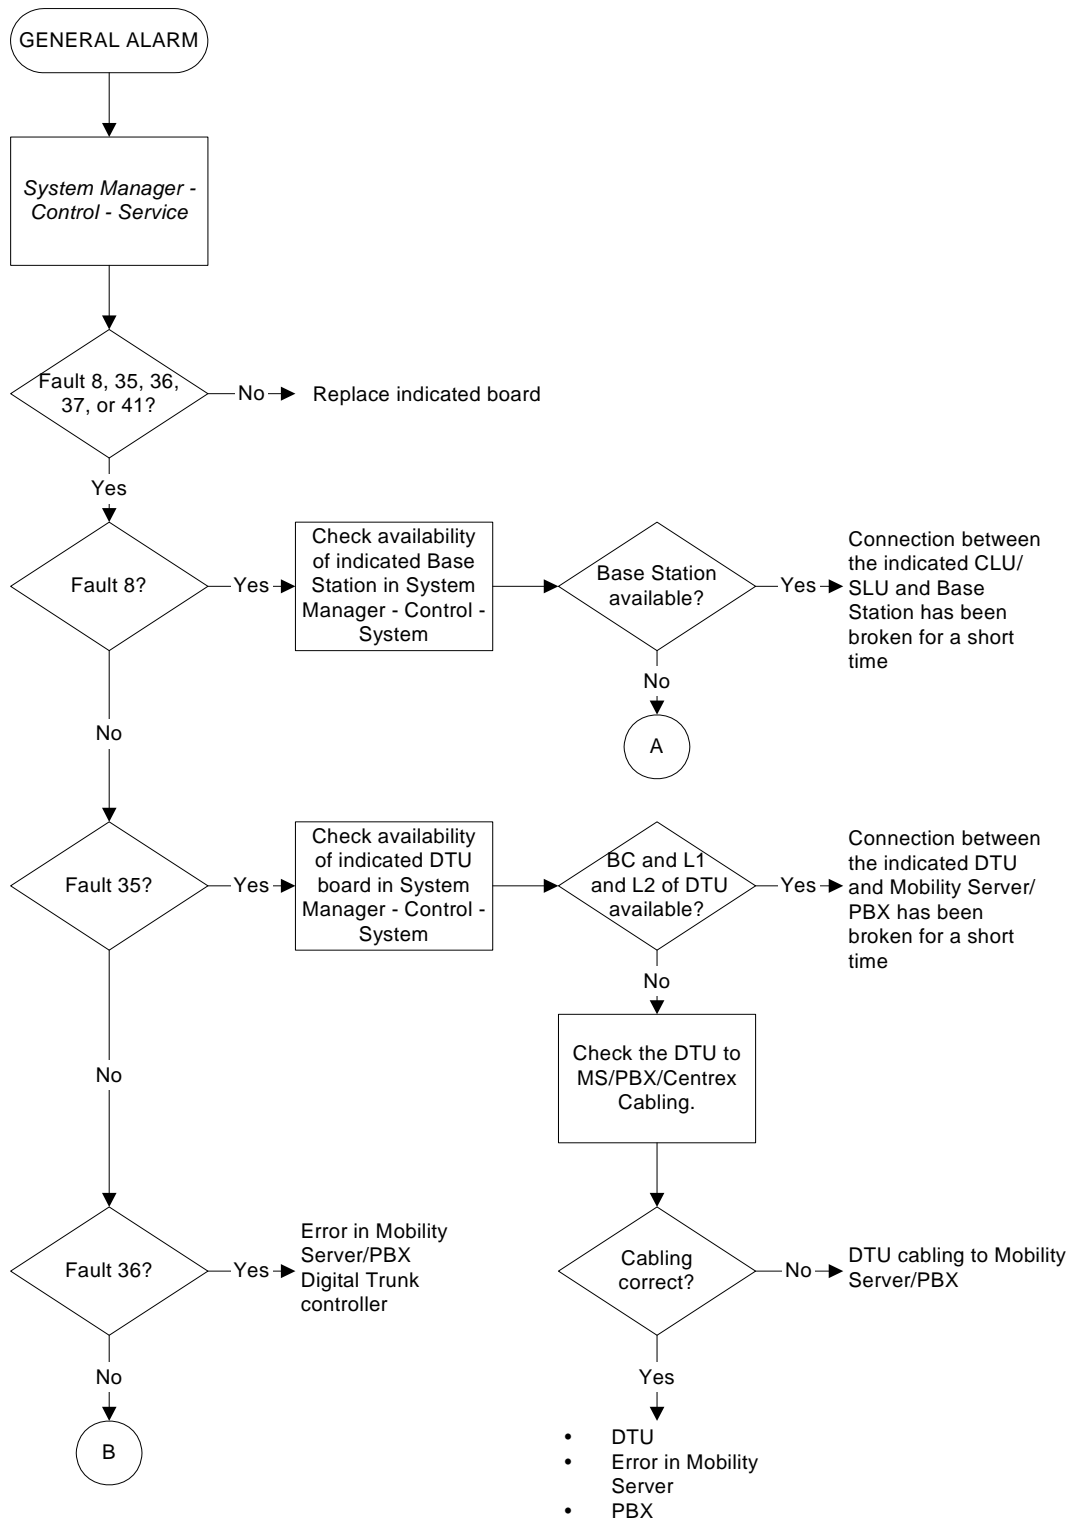 GENERAL ALARM
System Manager -
Control - Service
Fault 8, 35, 36,
37, or 41?
No
Replace indicated board
Yes
Fault 8?
Yes
Check availability
of indicated Base
Station in System
Manager - Control -
System
Base Station
available?
Yes
Connection between
the indicated CLU/
SLU and Base
Station has been
broken for a short
time
No
A
No
Fault 35?
Yes
Check availability
of indicated DTU
board in System
Manager - Control -
System
BC and L1
and L2 of DTU
available?
Yes
Connection between
the indicated DTU
and Mobility Server/
PBX has been
broken for a short
time
No
Check the DTU to
MS/PBX/Centrex
Cabling.
No
Fault 36?
Yes
Error in Mobility
Server/PBX
Digital Trunk
controller
Cabling
correct?
No
DTU cabling to Mobility
Server/PBX
No
B
Yes
• DTU
• Error in Mobility
Server
• PBX